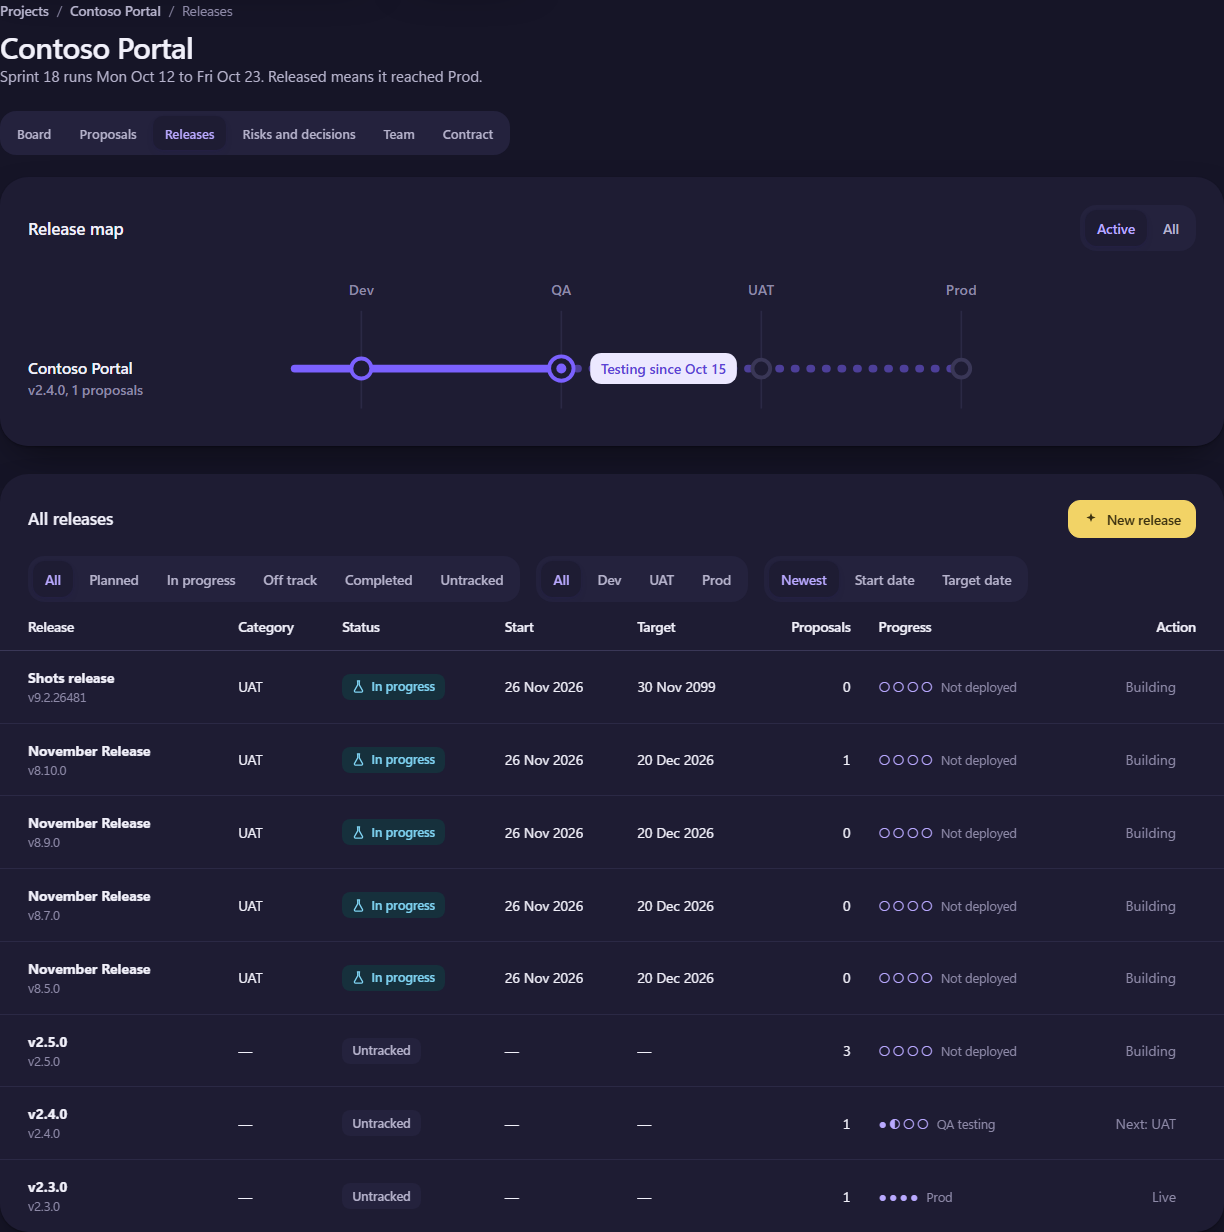 Projects / Contoso Portal / Releases
Contoso Portal
Sprint 18 runs Mon Oct 12 to Fri Oct 23. Released means it reached Prod.
Board Proposals Releases Risks and decisions Team Contract
Release map
Active All
Dev QA UAT Prod
Contoso Portal
v2.4.0, 1 proposals
Testing since Oct 15
All releases
New release
All Planned In progress Off track Completed Untracked
All Dev UAT Prod
Newest Start date Target date
Release Category Status Start Target Proposals Progress Action
Shots release
v9.2.26481
UAT In progress 26 Nov 2026 30 Nov 2099 0 Not deployed Building
November Release
v8.10.0
UAT In progress 26 Nov 2026 20 Dec 2026 1 Not deployed Building
November Release
v8.9.0
UAT In progress 26 Nov 2026 20 Dec 2026 0 Not deployed Building
November Release
v8.7.0
UAT In progress 26 Nov 2026 20 Dec 2026 0 Not deployed Building
November Release
v8.5.0
UAT In progress 26 Nov 2026 20 Dec 2026 0 Not deployed Building
v2.5.0
v2.5.0
— Untracked — — 3 Not deployed Building
v2.4.0
v2.4.0
— Untracked — — 1 QA testing Next: UAT
v2.3.0
v2.3.0
— Untracked — — 1 Prod Live